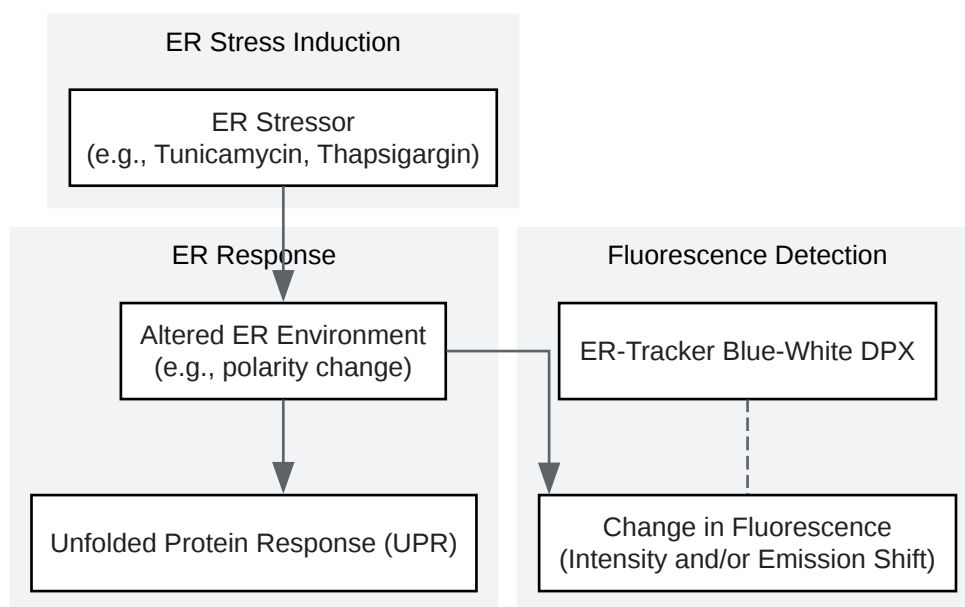 ER Stress Induction
ER Stressor
(e.g., Tunicamycin, Thapsigargin)
ER Response
Altered ER Environment
(e.g., polarity change)
Unfolded Protein Response (UPR)
Fluorescence Detection
ER-Tracker Blue-White DPX
Change in Fluorescence
(Intensity and/or Emission Shift)